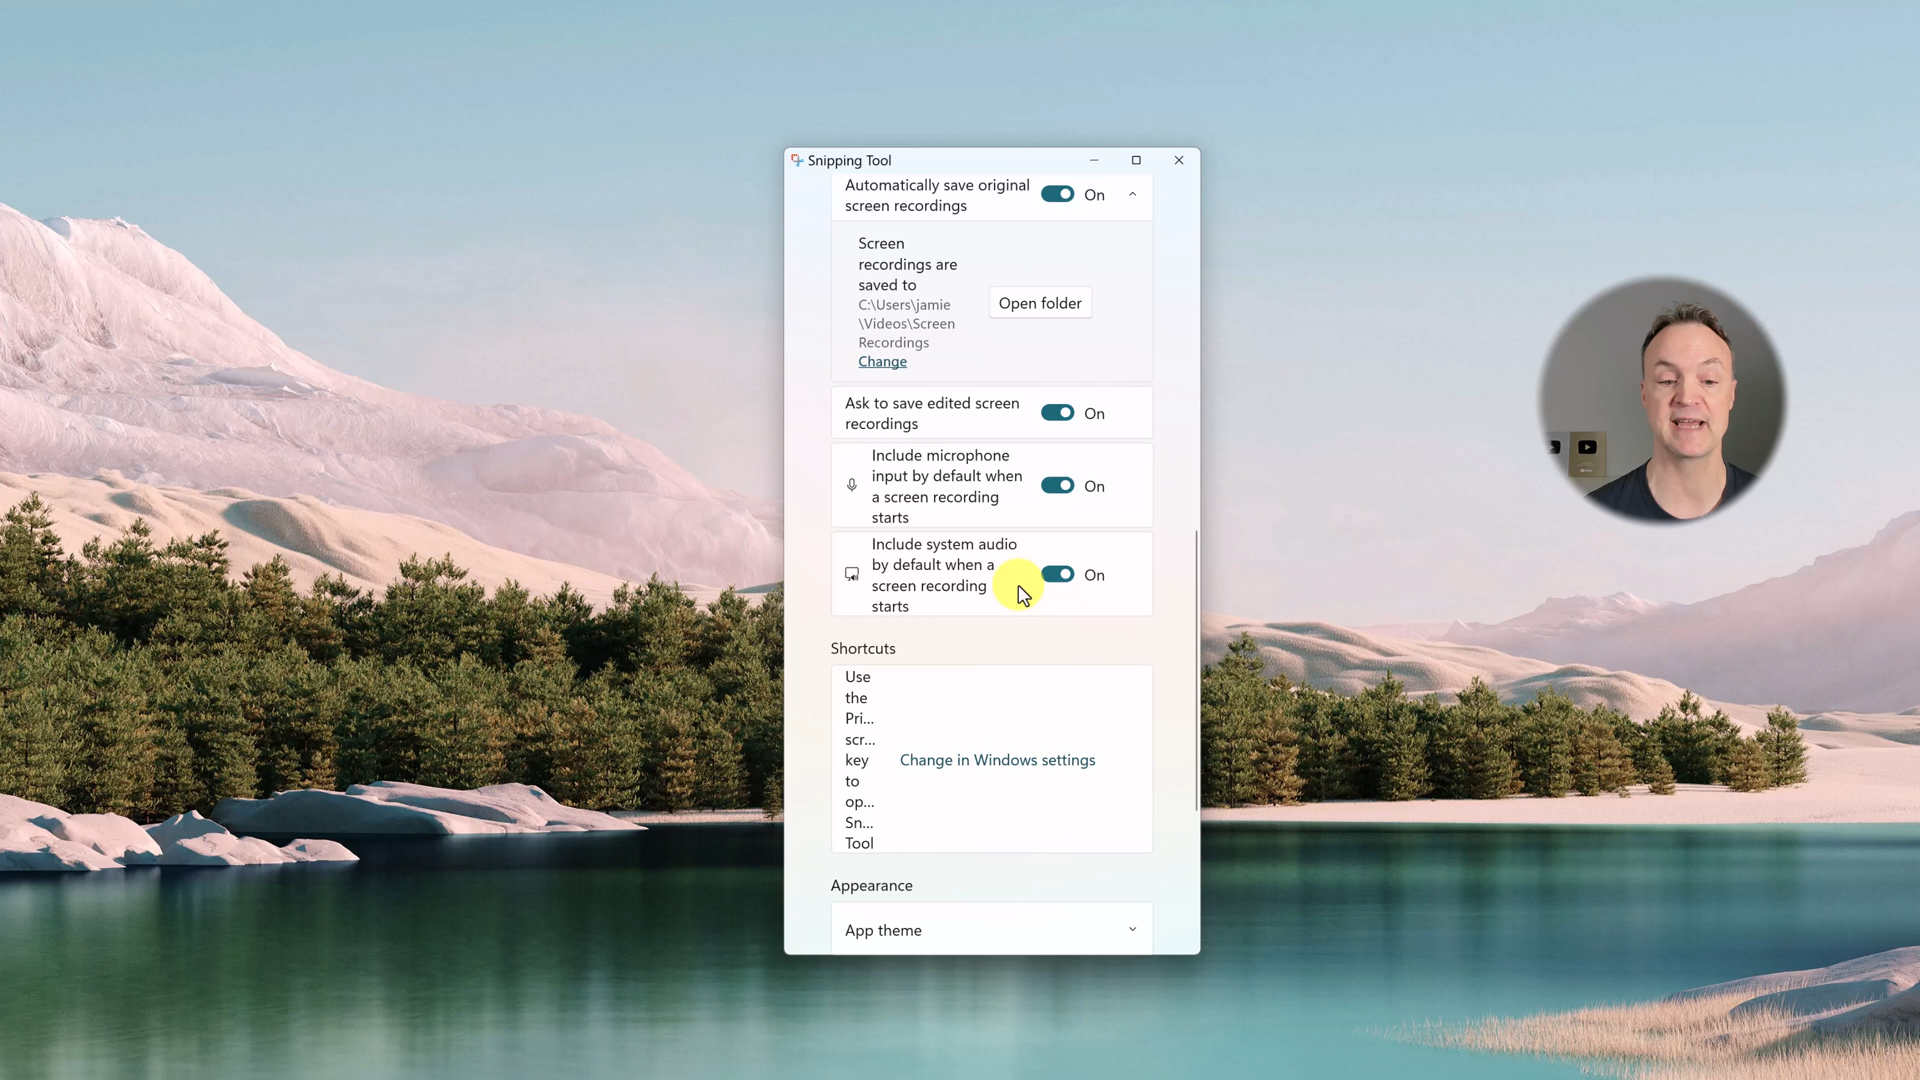 Snipping Tool
Automatically save original
screen recordings
On
Screen
recordings are
saved to
C:\Users\jamie
\Videos\Screen
Recordings
Change
Open folder
Ask to save edited screen
recordings
On
Include microphone
input by default when
a screen recording
starts
On
Include system audio
by default when a
screen recording
starts
On
Shortcuts
Use
the
Pri...
scr...
key
to
op...
Sn...
Tool
Change in Windows settings
Appearance
App theme